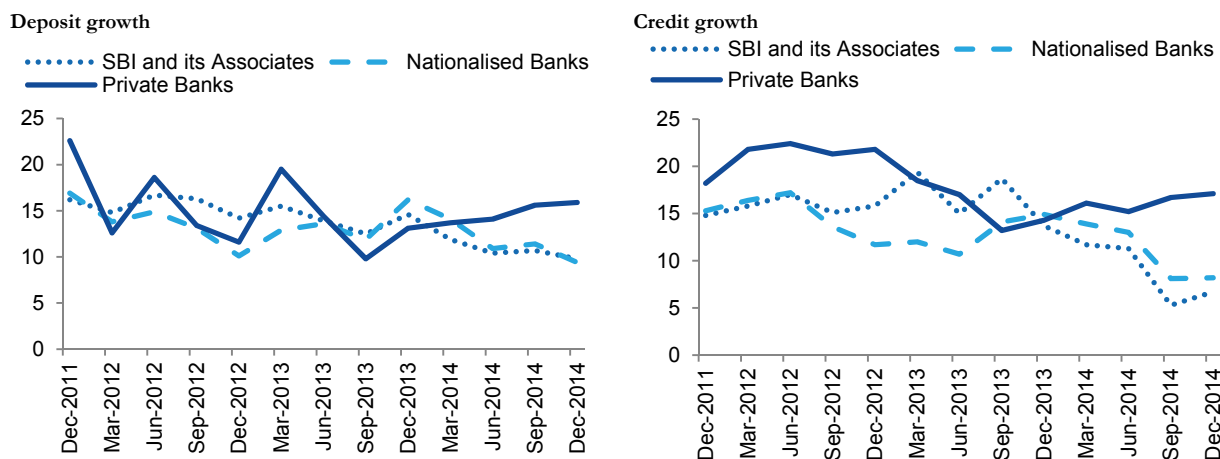 Deposit growth
SBI and its Associates
Nationalised Banks
Private Banks
25
20
15
10
5
0
Dec-2011
Mar-2012
Jun-2012
Sep-2012
Dec-2012
Mar-2013
Jun-2013
Sep-2013
Dec-2013
Mar-2014
Jun-2014
Sep-2014
Dec-2014
Credit growth
SBI and its Associates
Nationalised Banks
Private Banks
25
20
15
10
5
0
Dec-2011
Mar-2012
Jun-2012
Sep-2012
Dec-2012
Mar-2013
Jun-2013
Sep-2013
Dec-2013
Mar-2014
Jun-2014
Sep-2014
Dec-2014